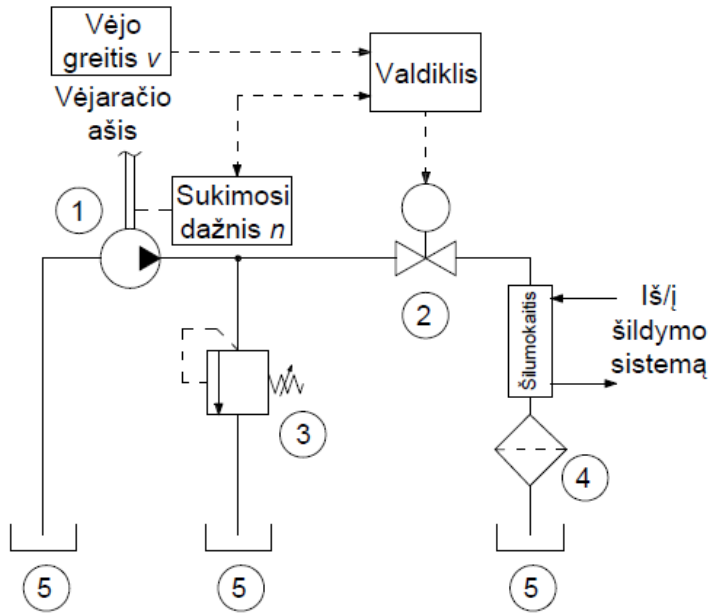 Vėjo
greitis v
Valdiklis
Vėjaračio
ašis
Sukimosi
dažnis n
1
2
Šilumokaitis
Iš/į
šildymo
sistemą
3
4
5
5
5